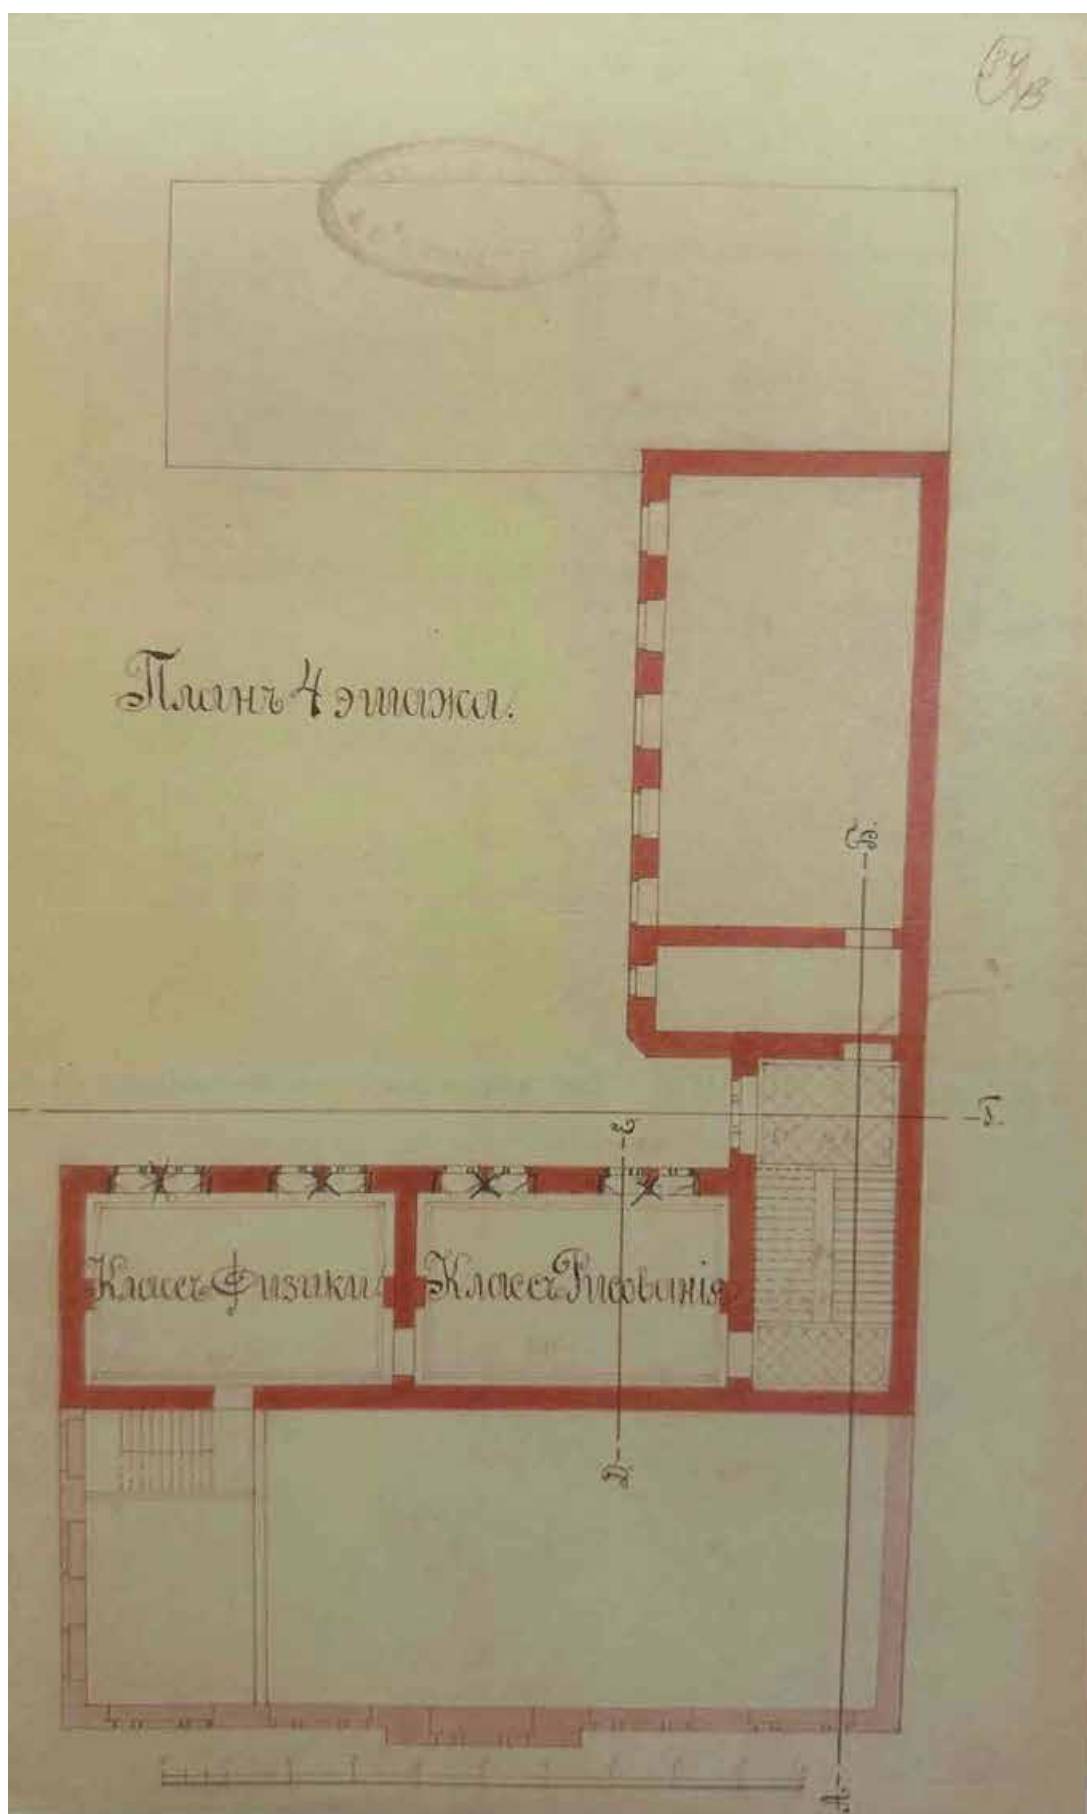 Планъ 4 этажа.
Б.
Г.
Е
Классъ Физики
Классъ Рисованія
Д.
А.